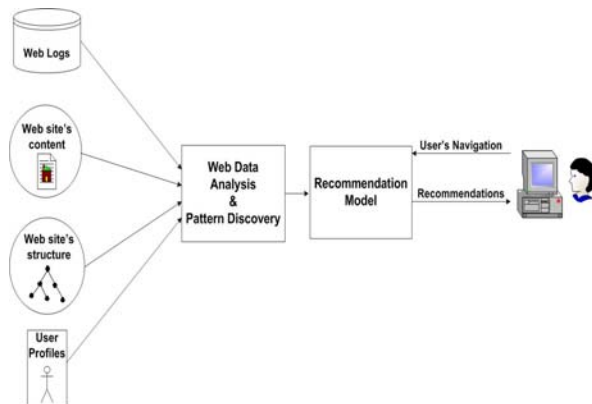 Web Logs
Web site's
content
Web site's
structure
User
Profiles
Web Data
Analysis
&
Pattern Discovery
Recommendation
Model
User's Navigation
Recommendations